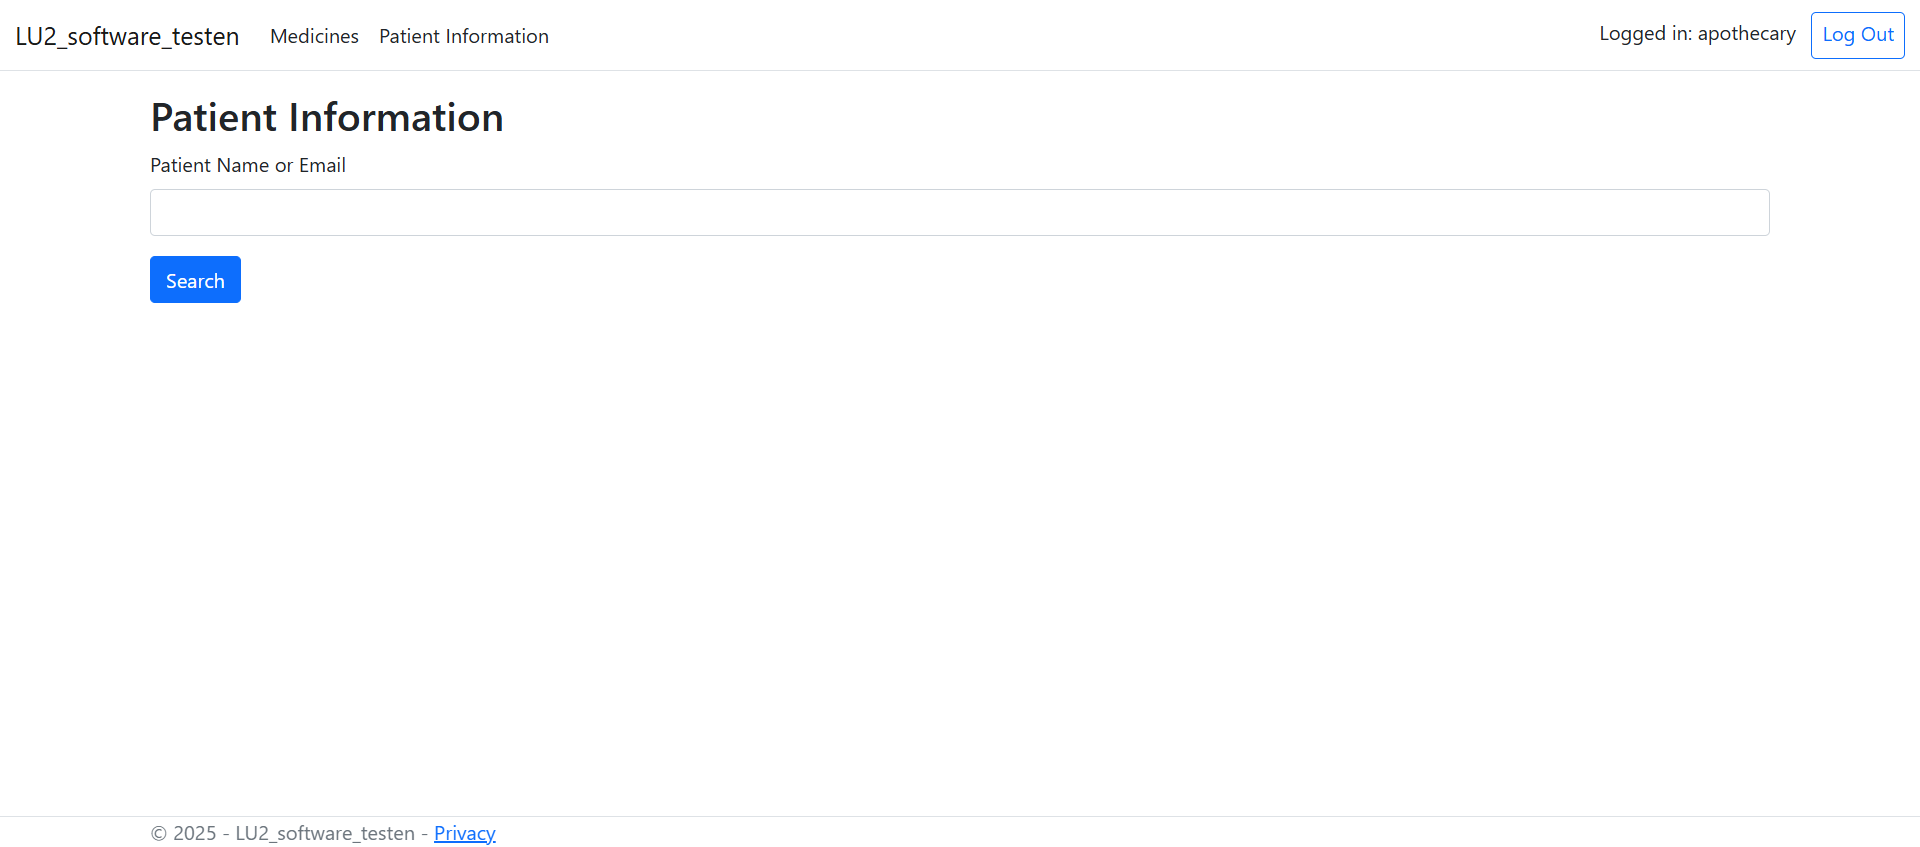 LU2_software_testen Medicines Patient Information Logged in: apothecary Log Out
Patient Information
Patient Name or Email
Search
© 2025 - LU2_software_testen - Privacy